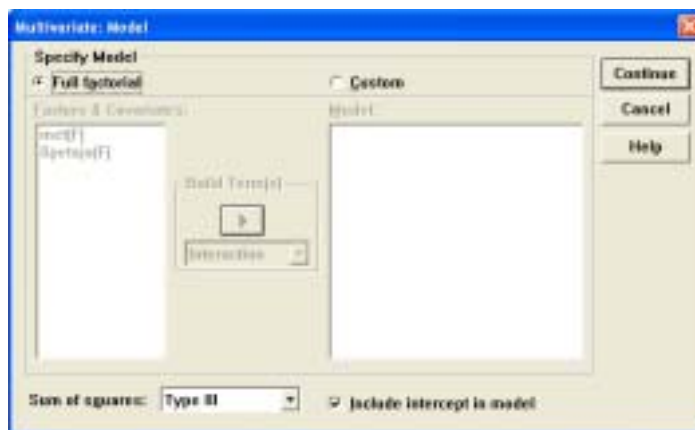 Multivariate: Model
Specify Model
Full factorial
Custom
Continue
Cancel
Help
Factors & Covariates:
Model:
Build Term(s)
Interaction
Sum of squares:
Type III
Include intercept in model